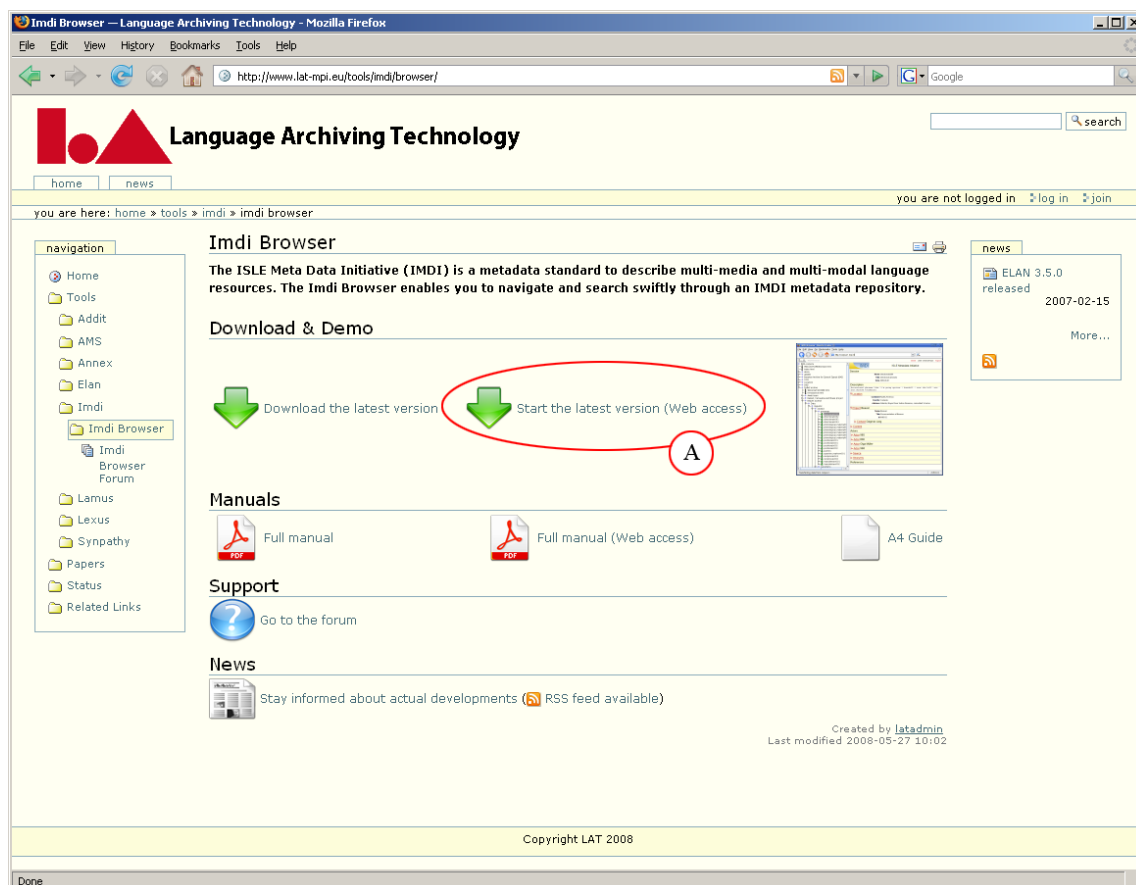 Imdi Browser — Language Archiving Technology - Mozilla Firefox
File Edit View History Bookmarks Tools Help
http://www.lat-mpi.eu/tools/imdi/browser/
G Google
Language Archiving Technology
search
home news
you are not logged in log in join
you are here: home » tools » imdi » imdi browser
navigation
Home
Tools
Addit
AMS
Annex
Elan
Imdi
Imdi Browser
Imdi
Browser
Forum
Lamus
Lexus
Synpathy
Papers
Status
Related Links
Imdi Browser
The ISLE Meta Data Initiative (IMDI) is a metadata standard to describe multi-media and multi-modal language
resources. The Imdi Browser enables you to navigate and search swiftly through an IMDI metadata repository.
Download & Demo
Download the latest version
Start the latest version (Web access)
A
Manuals
PDF Full manual
PDF Full manual (Web access)
A4 Guide
Support
? Go to the forum
News
Stay informed about actual developments (RSS feed available)
Created by latadmin
Last modified 2008-05-27 10:02
news
ELAN 3.5.0
released
2007-02-15
More...
Copyright LAT 2008
Done